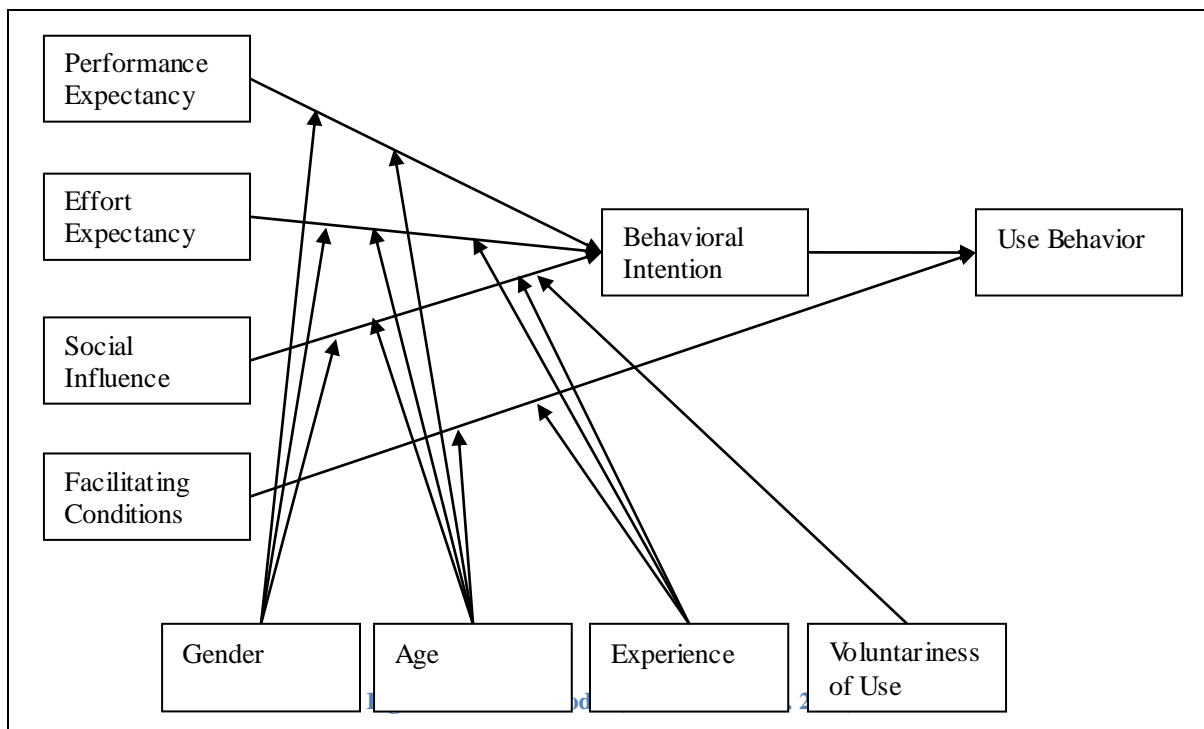 Performance
Expectancy
Effort
Expectancy
Behavioral
Intention
Use Behavior
Social
Influence
Facilitating
Conditions
Gender
Age
Experience
Voluntariness
of Use